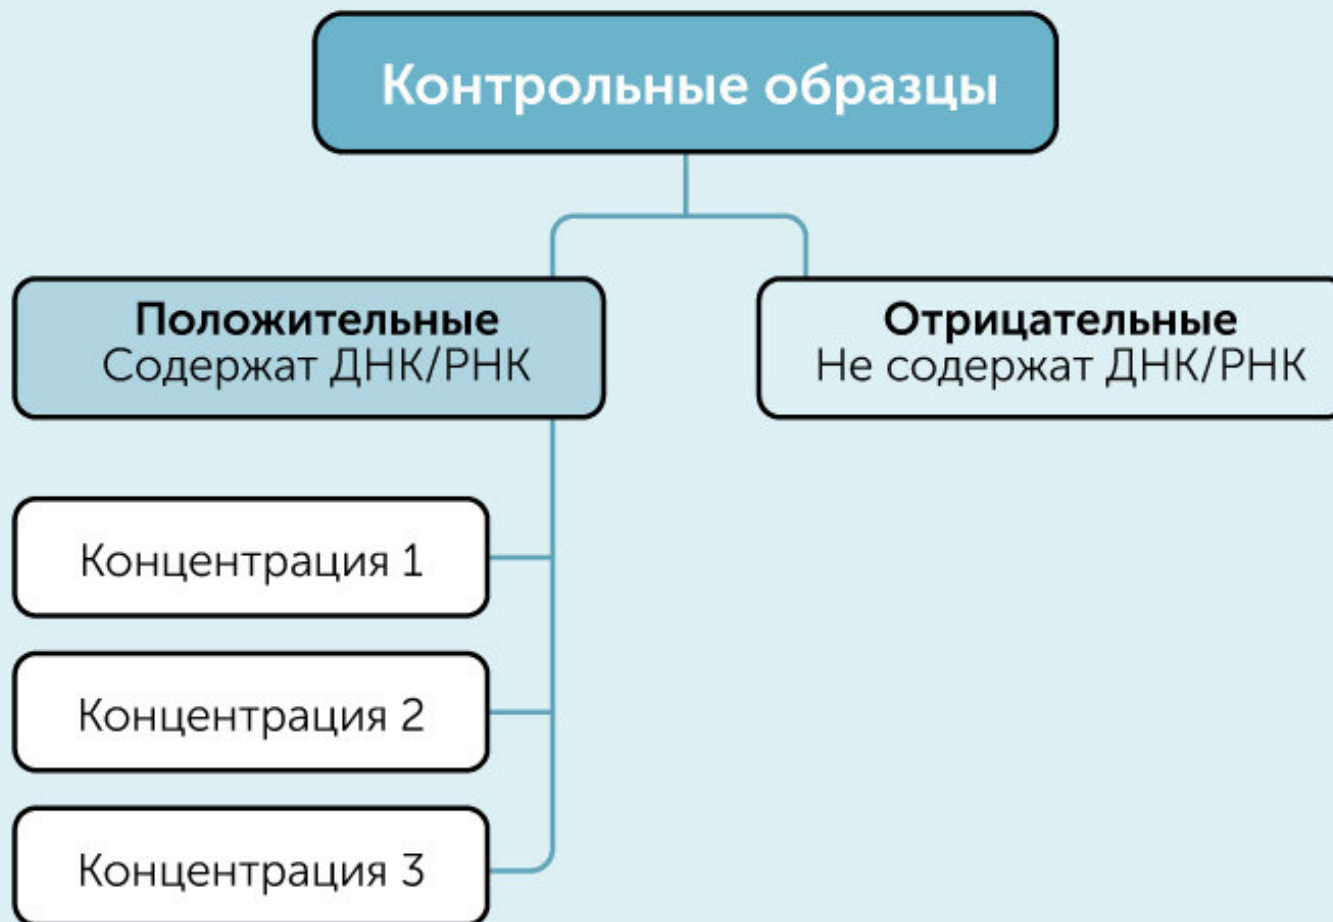 Контрольные образцы
Положительные
Содержат ДНК/РНК
Отрицательные
Не содержат ДНК/РНК
Концентрация 1
Концентрация 2
Концентрация 3